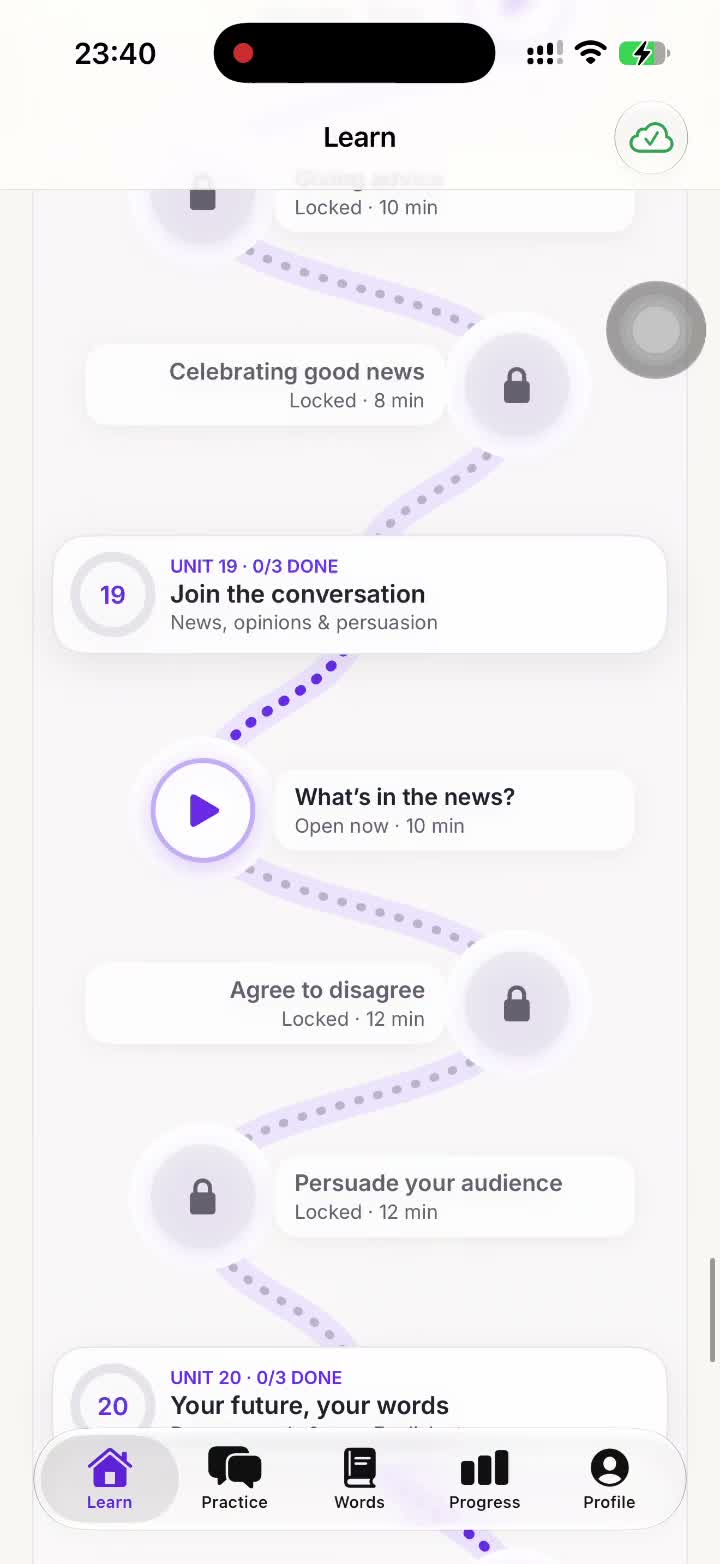 23:40
Learn
Locked · 10 min
Celebrating good news
Locked · 8 min
19
UNIT 19 · 0/3 DONE
Join the conversation
News, opinions & persuasion
What’s in the news?
Open now · 10 min
Agree to disagree
Locked · 12 min
Persuade your audience
Locked · 12 min
20
UNIT 20 · 0/3 DONE
Your future, your words
Learn
Practice
Words
Progress
Profile